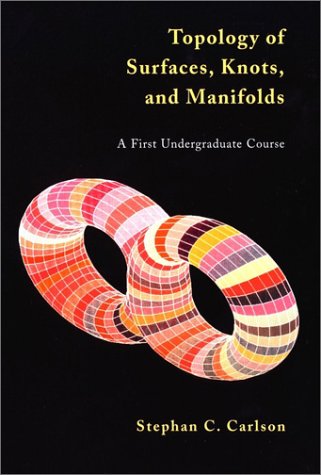 Topology of
Surfaces, Knots,
and Manifolds
A First Undergraduate Course
Stephan C. Carlson